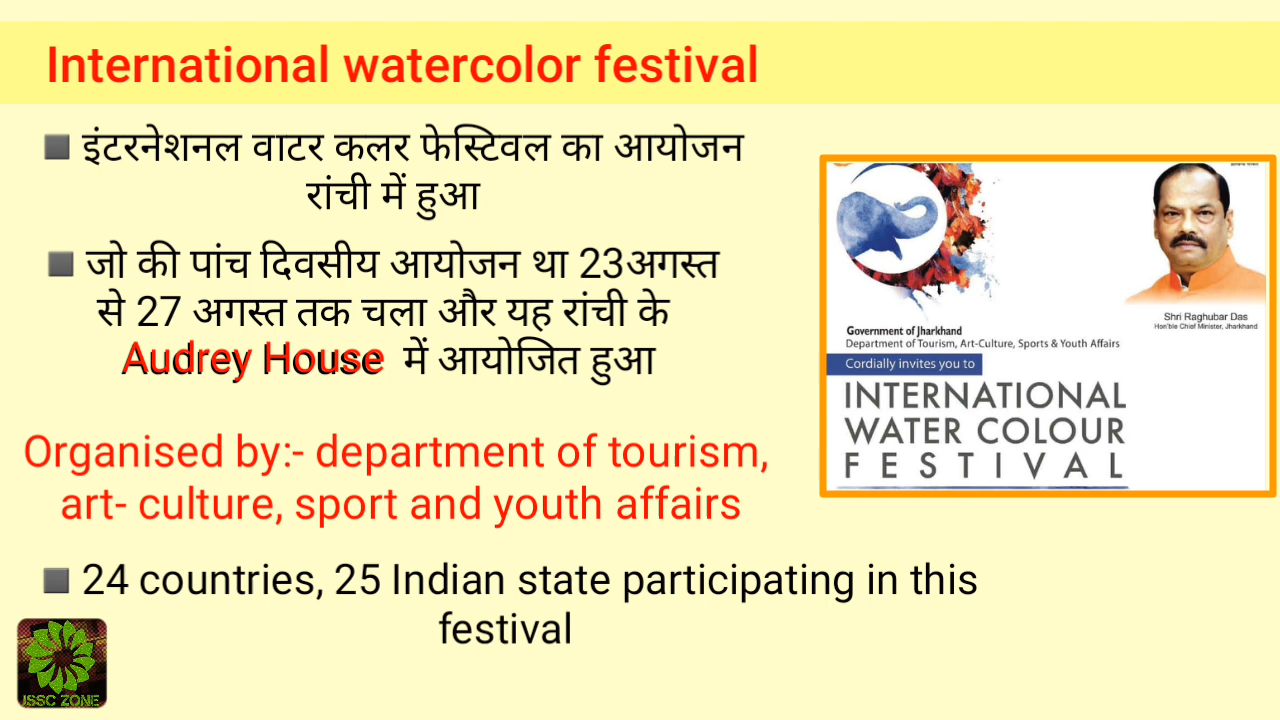 International watercolor festival
इंटरनेशनल वाटर कलर फेस्टिवल का आयोजन
रांची में हुआ
जो की पांच दिवसीय आयोजन था 23अगस्त
से 27 अगस्त तक चला और यह रांची के
Audrey House में आयोजित हुआ
Organised by:- department of tourism,
art- culture, sport and youth affairs
24 countries, 25 Indian state participating in this
festival
Shri Raghubar Das
Hon'ble Chief Minister, Jharkhand
Government of Jharkhand
Department of Tourism, Art-Culture, Sports & Youth Affairs
Cordially invites you to
INTERNATIONAL
WATER COLOUR
FESTIVAL
JSSC ZONE